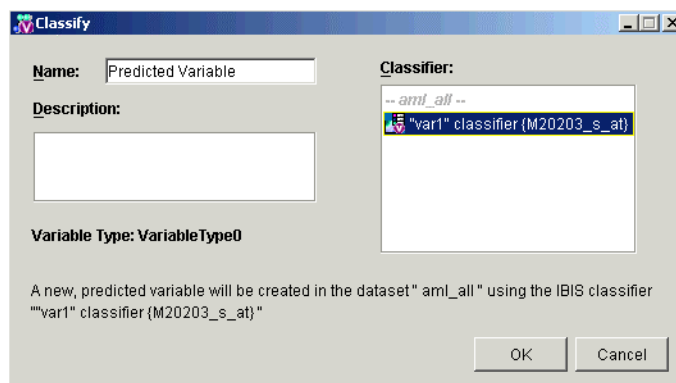 Classify
Name: Predicted Variable
Description:
Variable Type: VariableType0
Classifier:
-- aml_all --
"var1" classifier {M20203_s_at}
A new, predicted variable will be created in the dataset " aml_all " using the IBIS classifier
""var1" classifier {M20203_s_at}"
OK
Cancel